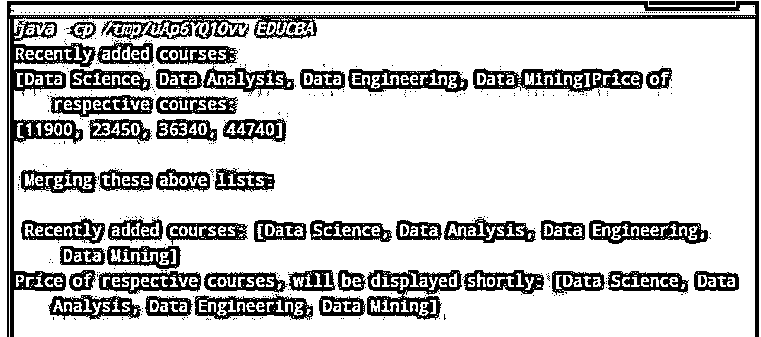 java -cp /tmp/uAp6YQ1Ovv EDUCBA
Recently added courses:
[Data Science, Data Analysis, Data Engineering, Data Mining]Price of
respective courses:
[11900, 23450, 36340, 44740]
Merging these above lists:
Recently added courses: [Data Science, Data Analysis, Data Engineering,
Data Mining]
Price of respective courses, will be displayed shortly: [Data Science, Data
Analysis, Data Engineering, Data Mining]